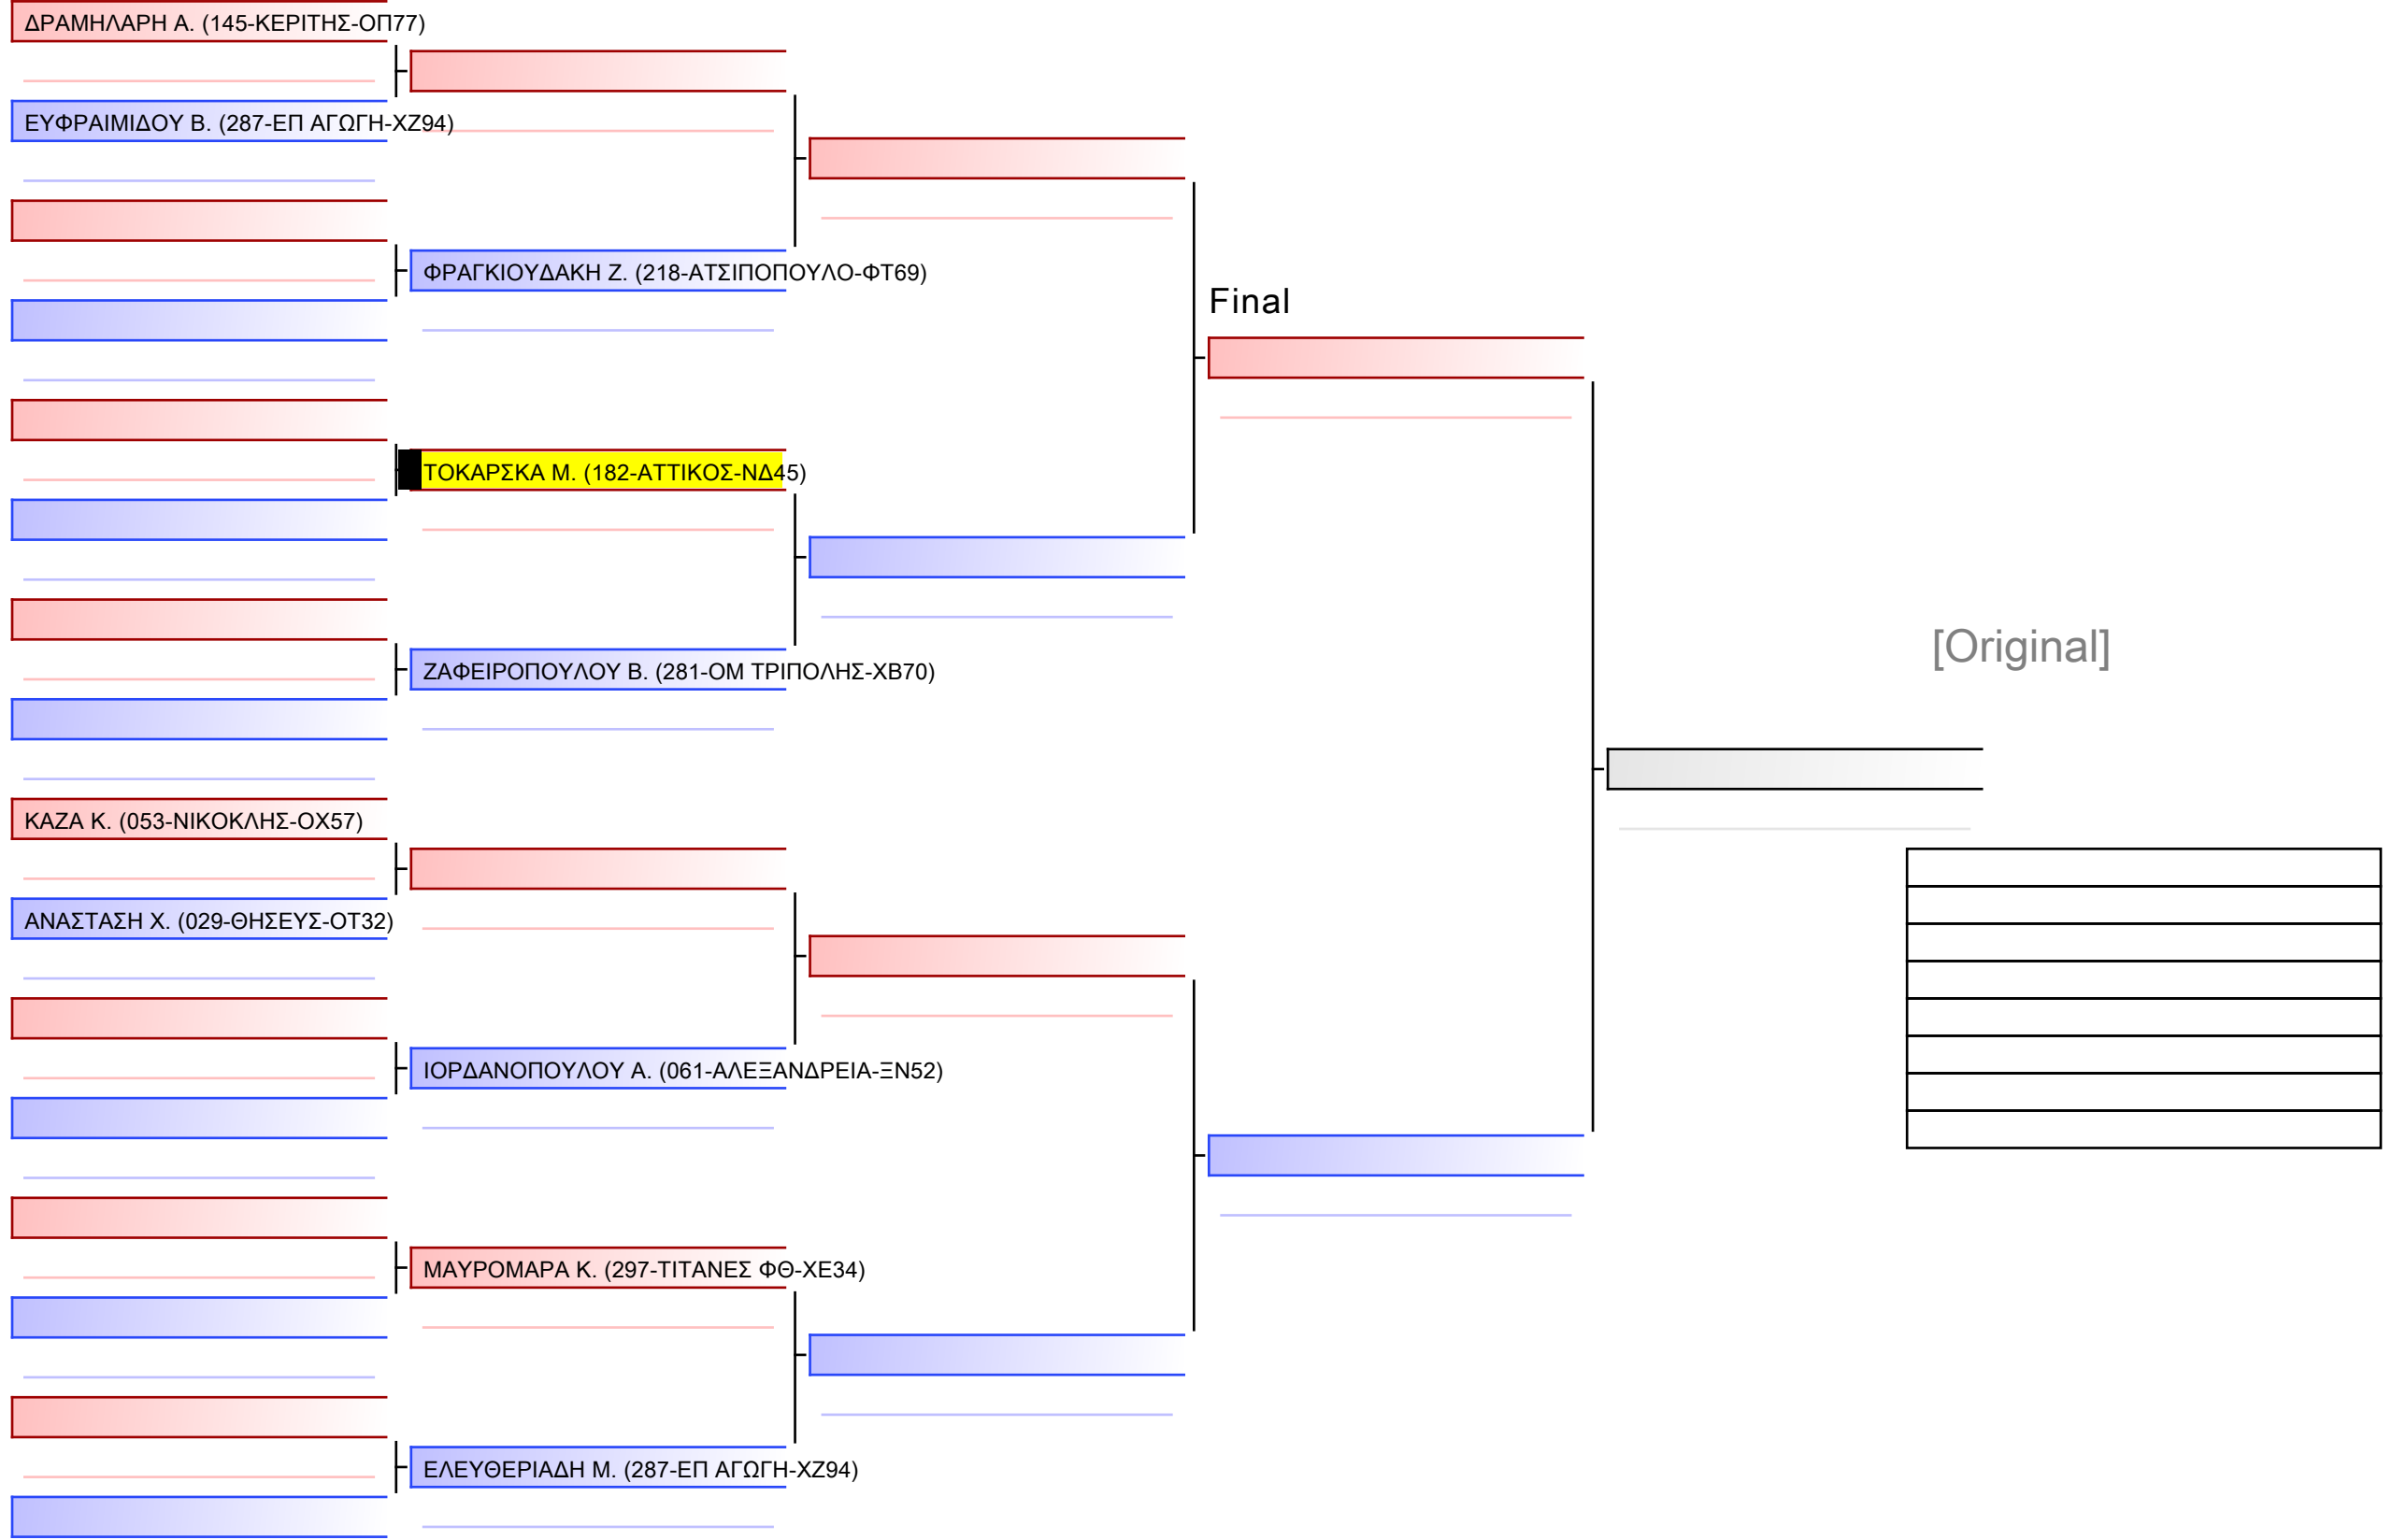 ΔΡΑΜΗΛΑΡΗ Α. (145-ΚΕΡΙΤΗΣ-ΟΠ77)
ΕΥΦΡΑΙΜΙΔΟΥ Β. (287-ΕΠ ΑΓΩΓΗ-ΧΖ94)
ΦΡΑΓΚΙΟΥΔΑΚΗ Ζ. (218-ΑΤΣΙΠΟΠΟΥΛΟ-ΦΤ69)
Final
ΤΟΚΑΡΣΚΑ Μ. (182-ΑΤΤΙΚΟΣ-ΝΔ45)
[Original]
ΖΑΦΕΙΡΟΠΟΥΛΟΥ Β. (281-ΟΜ ΤΡΙΠΟΛΗΣ-ΧΒ70)
ΚΑΖΑ Κ. (053-ΝΙΚΟΚΛΗΣ-ΟΧ57)
ΑΝΑΣΤΑΣΗ Χ. (029-ΘΗΣΕΥΣ-ΟΤ32)
ΙΟΡΔΑΝΟΠΟΥΛΟΥ Α. (061-ΑΛΕΞΑΝΔΡΕΙΑ-ΞΝ52)
ΜΑΥΡΟΜΑΡΑ Κ. (297-ΤΙΤΑΝΕΣ ΦΘ-ΧΕ34)
ΕΛΕΥΘΕΡΙΑΔΗ Μ. (287-ΕΠ ΑΓΩΓΗ-ΧΖ94)